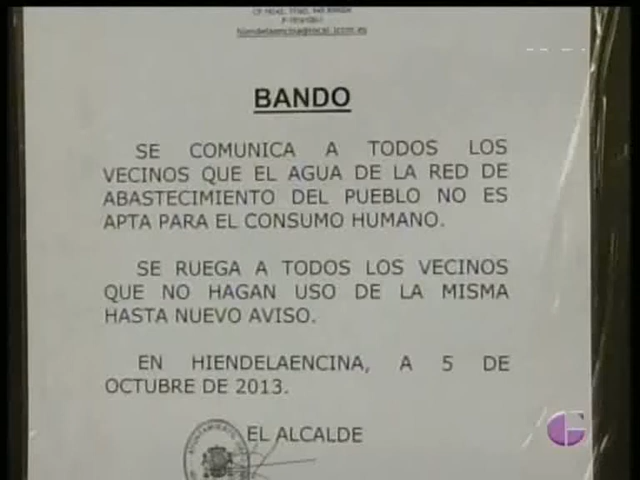 BANDO
SE COMUNICA A TODOS LOS
VECINOS QUE EL AGUA DE LA RED DE
ABASTECIMIENTO DEL PUEBLO NO ES
APTA PARA EL CONSUMO HUMANO.
SE RUEGA A TODOS LOS VECINOS
QUE NO HAGAN USO DE LA MISMA
HASTA NUEVO AVISO.
EN HIENDELAENCINA, A 5 DE
OCTUBRE DE 2013.
EL ALCALDE
AYUNTAMIENTO